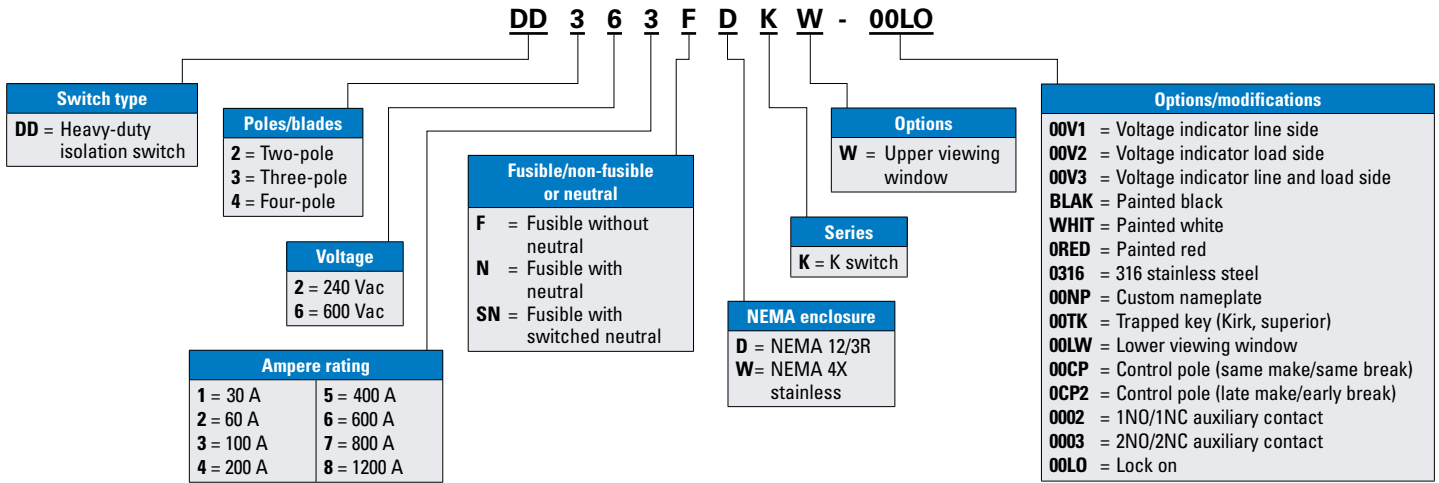 DD 3 6 3 F D K W - 00LO
Switch type
DD = Heavy-duty
isolation switch
Poles/blades
2 = Two-pole
3 = Three-pole
4 = Four-pole
Voltage
2 = 240 Vac
6 = 600 Vac
Ampere rating
1 = 30 A
2 = 60 A
3 = 100 A
4 = 200 A
5 = 400 A
6 = 600 A
7 = 800 A
8 = 1200 A
Fusible/non-fusible
or neutral
F = Fusible without
neutral
N = Fusible with
neutral
SN = Fusible with
switched neutral
NEMA enclosure
D = NEMA 12/3R
W= NEMA 4X
stainless
Series
K = K switch
Options
W = Upper viewing
window
Options/modifications
00V1 = Voltage indicator line side
00V2 = Voltage indicator load side
00V3 = Voltage indicator line and load side
BLAK = Painted black
WHIT = Painted white
0RED = Painted red
0316 = 316 stainless steel
00NP = Custom nameplate
00TK = Trapped key (Kirk, superior)
00LW = Lower viewing window
00CP = Control pole (same make/same break)
0CP2 = Control pole (late make/early break)
0002 = 1NO/1NC auxiliary contact
0003 = 2NO/2NC auxiliary contact
00LO = Lock on